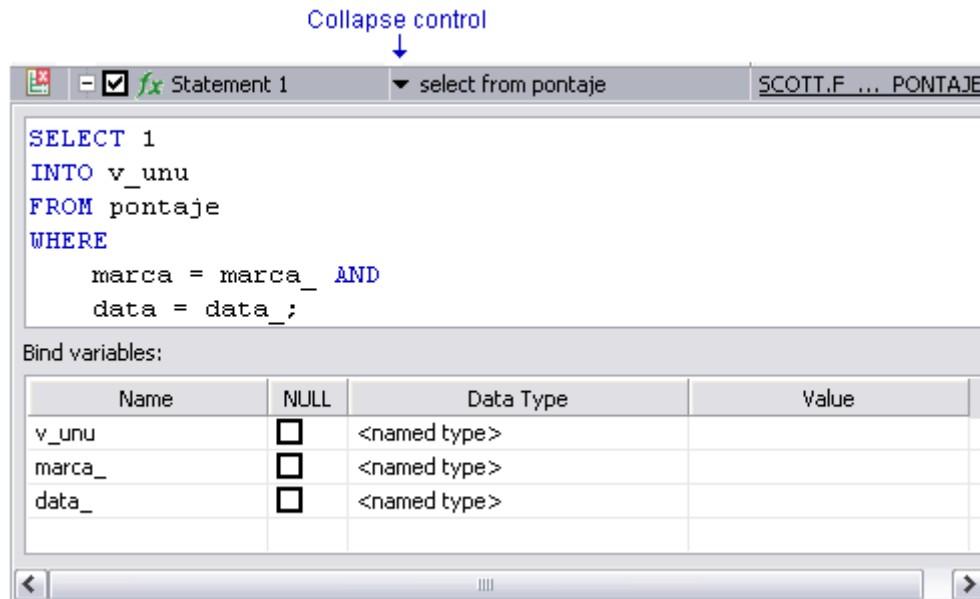 Collapse control
fx Statement 1 select from pontaje SCOTT.F ... PONTAJE
SELECT 1
INTO v_unu
FROM pontaje
WHERE
marca = marca_ AND
data = data_;
Bind variables:
Name NULL Data Type Value
v_unu <named type>
marca_ <named type>
data_ <named type>